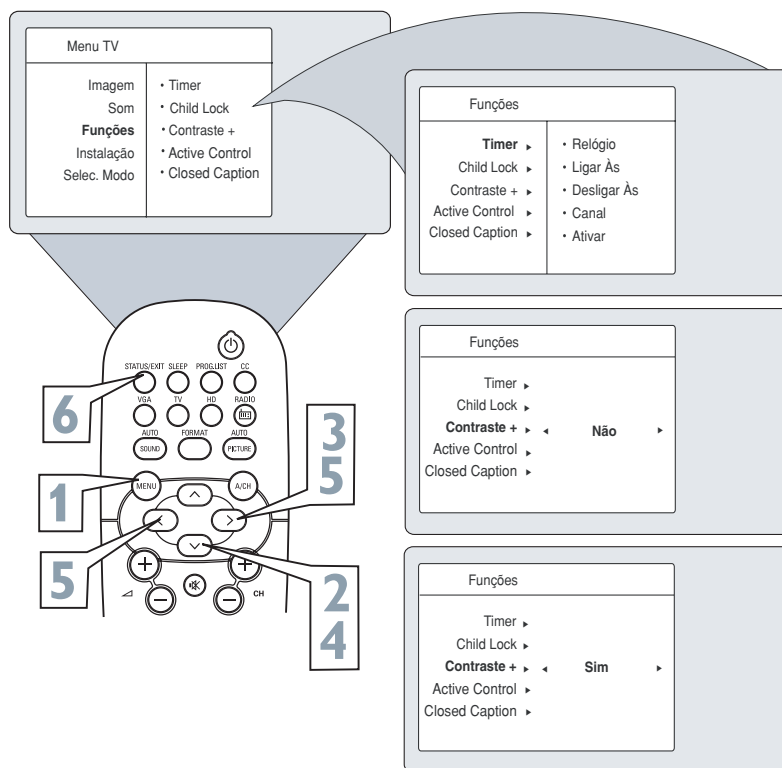 Menu TV
Imagem
Som
Funções
Instalação
Selec. Modo
• Timer
• Child Lock
• Contraste +
• Active Control
• Closed Caption
Funções
Timer
Child Lock
Contraste +
Active Control
Closed Caption
• Relógio
• Ligar Às
• Desligar Às
• Canal
• Ativar
Funções
Timer
Child Lock
Contraste +
Active Control
Closed Caption
Não
Funções
Timer
Child Lock
Contraste +
Active Control
Closed Caption
Sim
STATUS/EXIT SLEEP PROG.LIST CC
VGA TV HD RADIO
AUTO FORMAT AUTO
SOUND PICTURE
MENU A/CH
CH
6
1
5
3
5
2
4